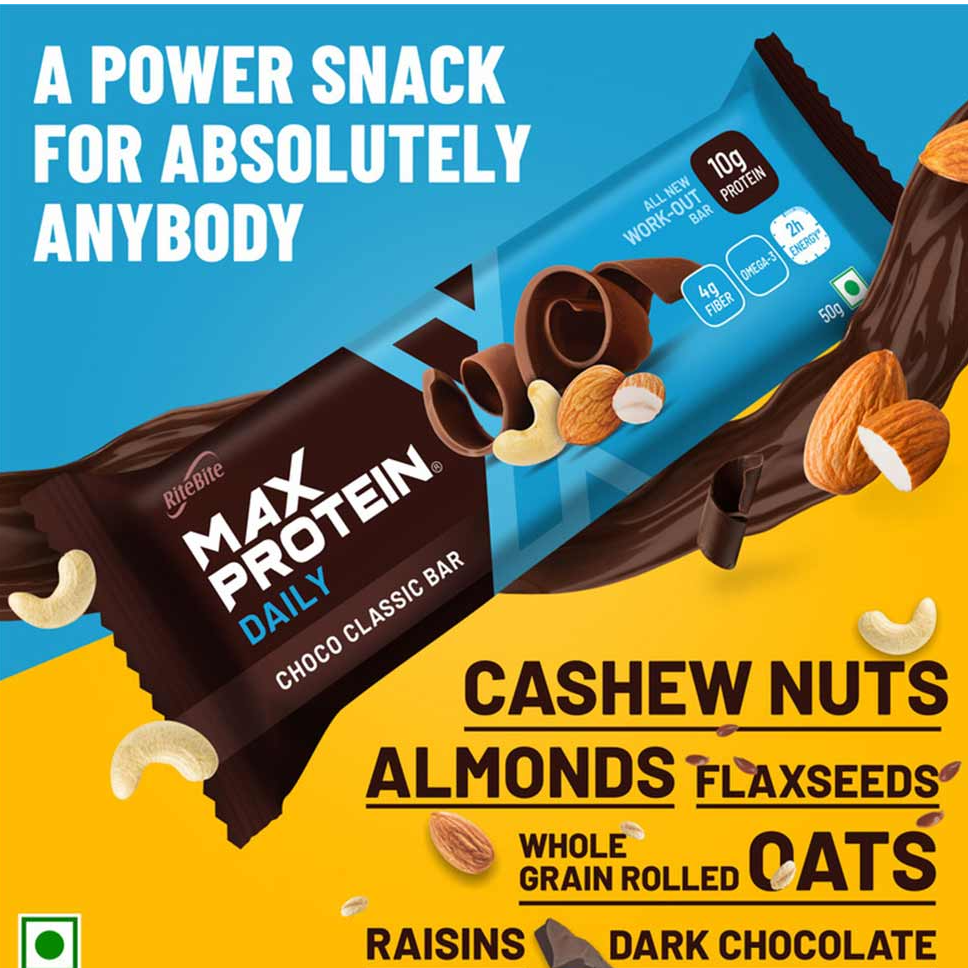 A POWER SNACK
FOR ABSOLUTELY
ANYBODY
10g
PROTEIN
ALL NEW
WORK-OUT
BAR
2h
ENERGY*
OMEGA-3
4g
FIBER
50g
RiteBite
MAX
PROTEIN®
DAILY
CHOCO CLASSIC BAR
CASHEW NUTS
ALMONDS FLAXSEEDS
WHOLE
GRAIN ROLLED OATS
RAISINS DARK CHOCOLATE